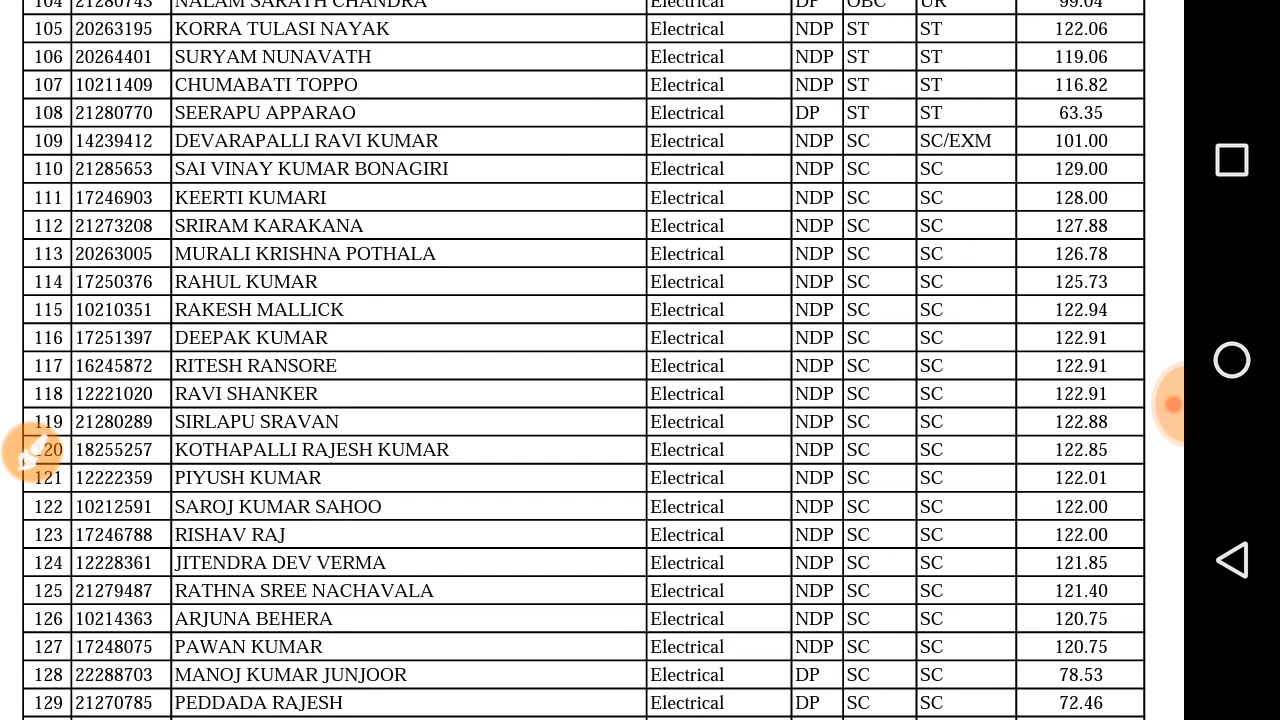 104 21280743 NALAM SARATH CHANDRA Electrical DP OBC UR 99.04
105 20263195 KORRA TULASI NAYAK Electrical NDP ST ST 122.06
106 20264401 SURYAM NUNAVATH Electrical NDP ST ST 119.06
107 10211409 CHUMABATI TOPPO Electrical NDP ST ST 116.82
108 21280770 SEERAPU APPARAO Electrical DP ST ST 63.35
109 14239412 DEVARAPALLI RAVI KUMAR Electrical NDP SC SC/EXM 101.00
110 21285653 SAI VINAY KUMAR BONAGIRI Electrical NDP SC SC 129.00
111 17246903 KEERTI KUMARI Electrical NDP SC SC 128.00
112 21273208 SRIRAM KARAKANA Electrical NDP SC SC 127.88
113 20263005 MURALI KRISHNA POTHALA Electrical NDP SC SC 126.78
114 17250376 RAHUL KUMAR Electrical NDP SC SC 125.73
115 10210351 RAKESH MALLICK Electrical NDP SC SC 122.94
116 17251397 DEEPAK KUMAR Electrical NDP SC SC 122.91
117 16245872 RITESH RANSORE Electrical NDP SC SC 122.91
118 12221020 RAVI SHANKER Electrical NDP SC SC 122.91
119 21280289 SIRLAPU SRAVAN Electrical NDP SC SC 122.88
120 18255257 KOTHAPALLI RAJESH KUMAR Electrical NDP SC SC 122.85
121 12222359 PIYUSH KUMAR Electrical NDP SC SC 122.01
122 10212591 SAROJ KUMAR SAHOO Electrical NDP SC SC 122.00
123 17246788 RISHAV RAJ Electrical NDP SC SC 122.00
124 12228361 JITENDRA DEV VERMA Electrical NDP SC SC 121.85
125 21279487 RATHNA SREE NACHAVALA Electrical NDP SC SC 121.40
126 10214363 ARJUNA BEHERA Electrical NDP SC SC 120.75
127 17248075 PAWAN KUMAR Electrical NDP SC SC 120.75
128 22288703 MANOJ KUMAR JUNJOOR Electrical DP SC SC 78.53
129 21270785 PEDDADA RAJESH Electrical DP SC SC 72.46